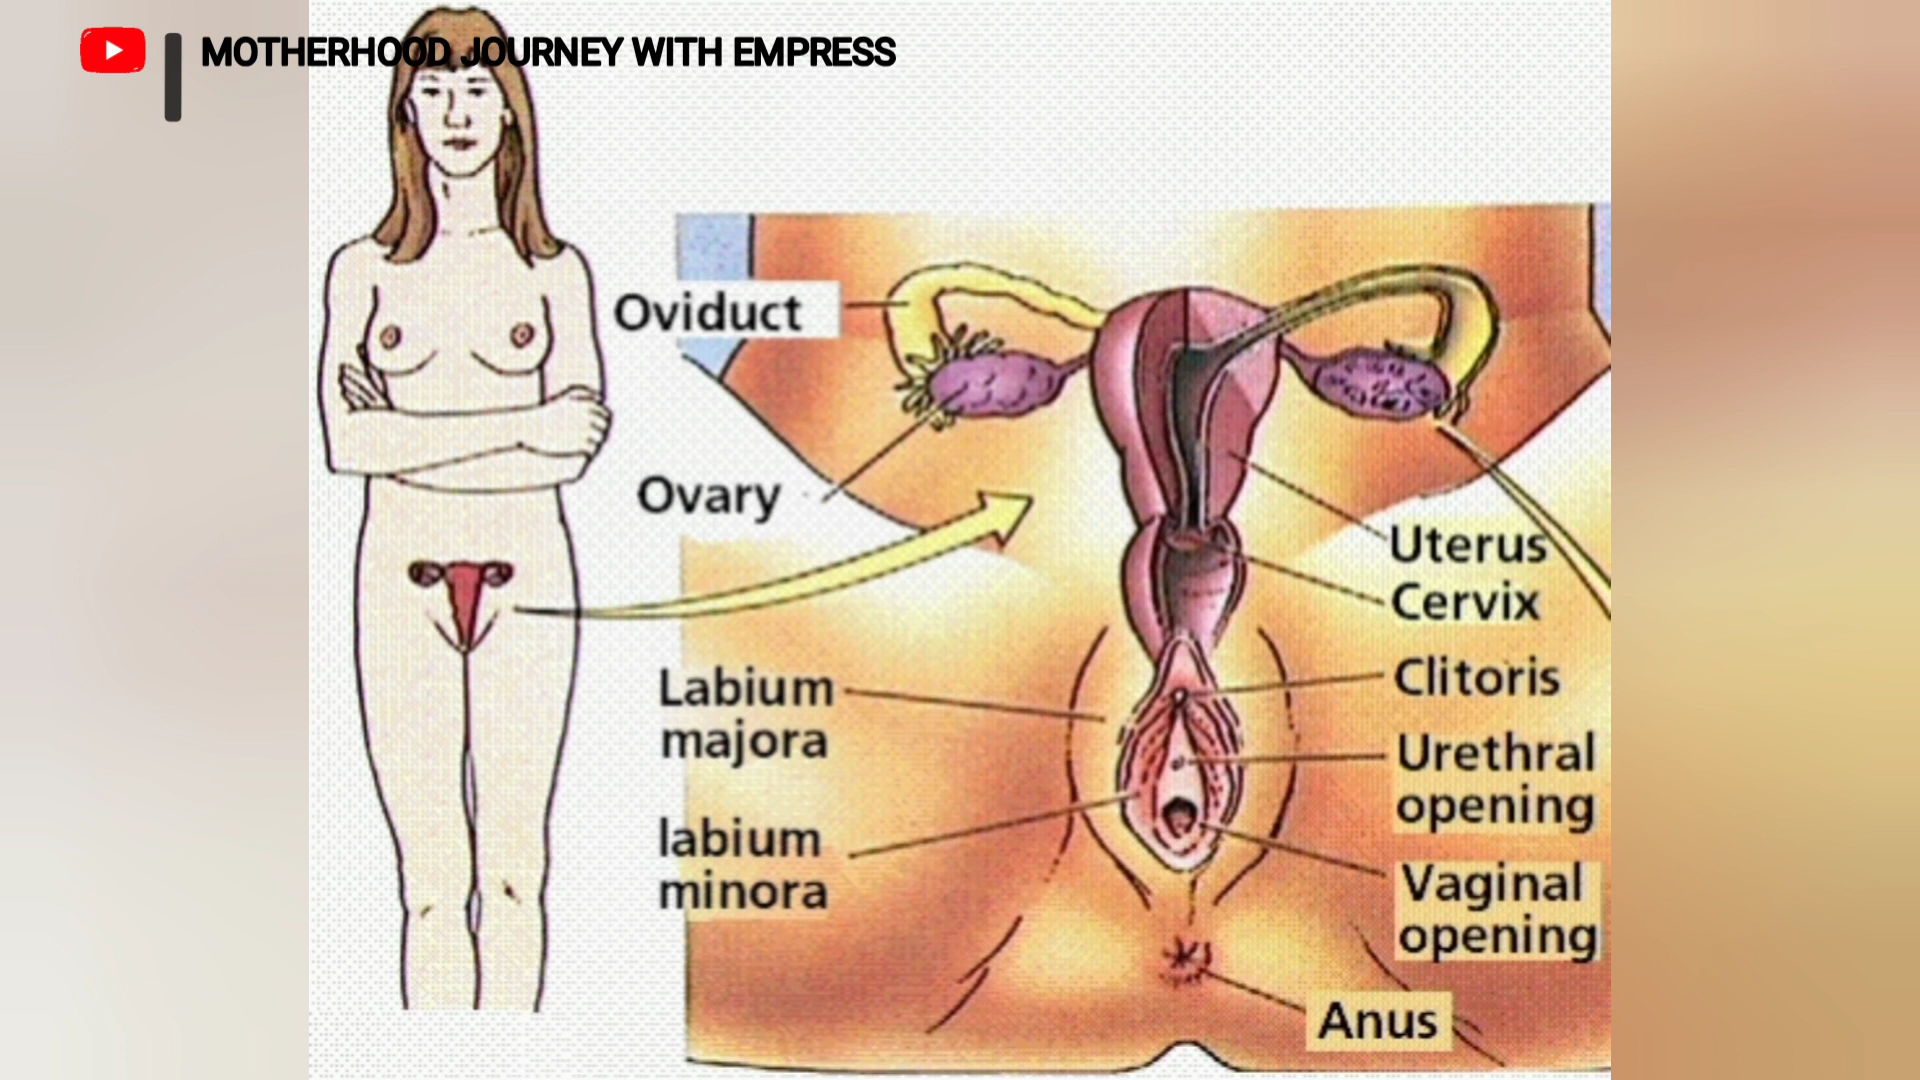 MOTHERHOOD JOURNEY WITH EMPRESS
Oviduct
Ovary
Uterus
Cervix
Labium
majora
Clitoris
Urethral
opening
labium
minora
Vaginal
opening
Anus